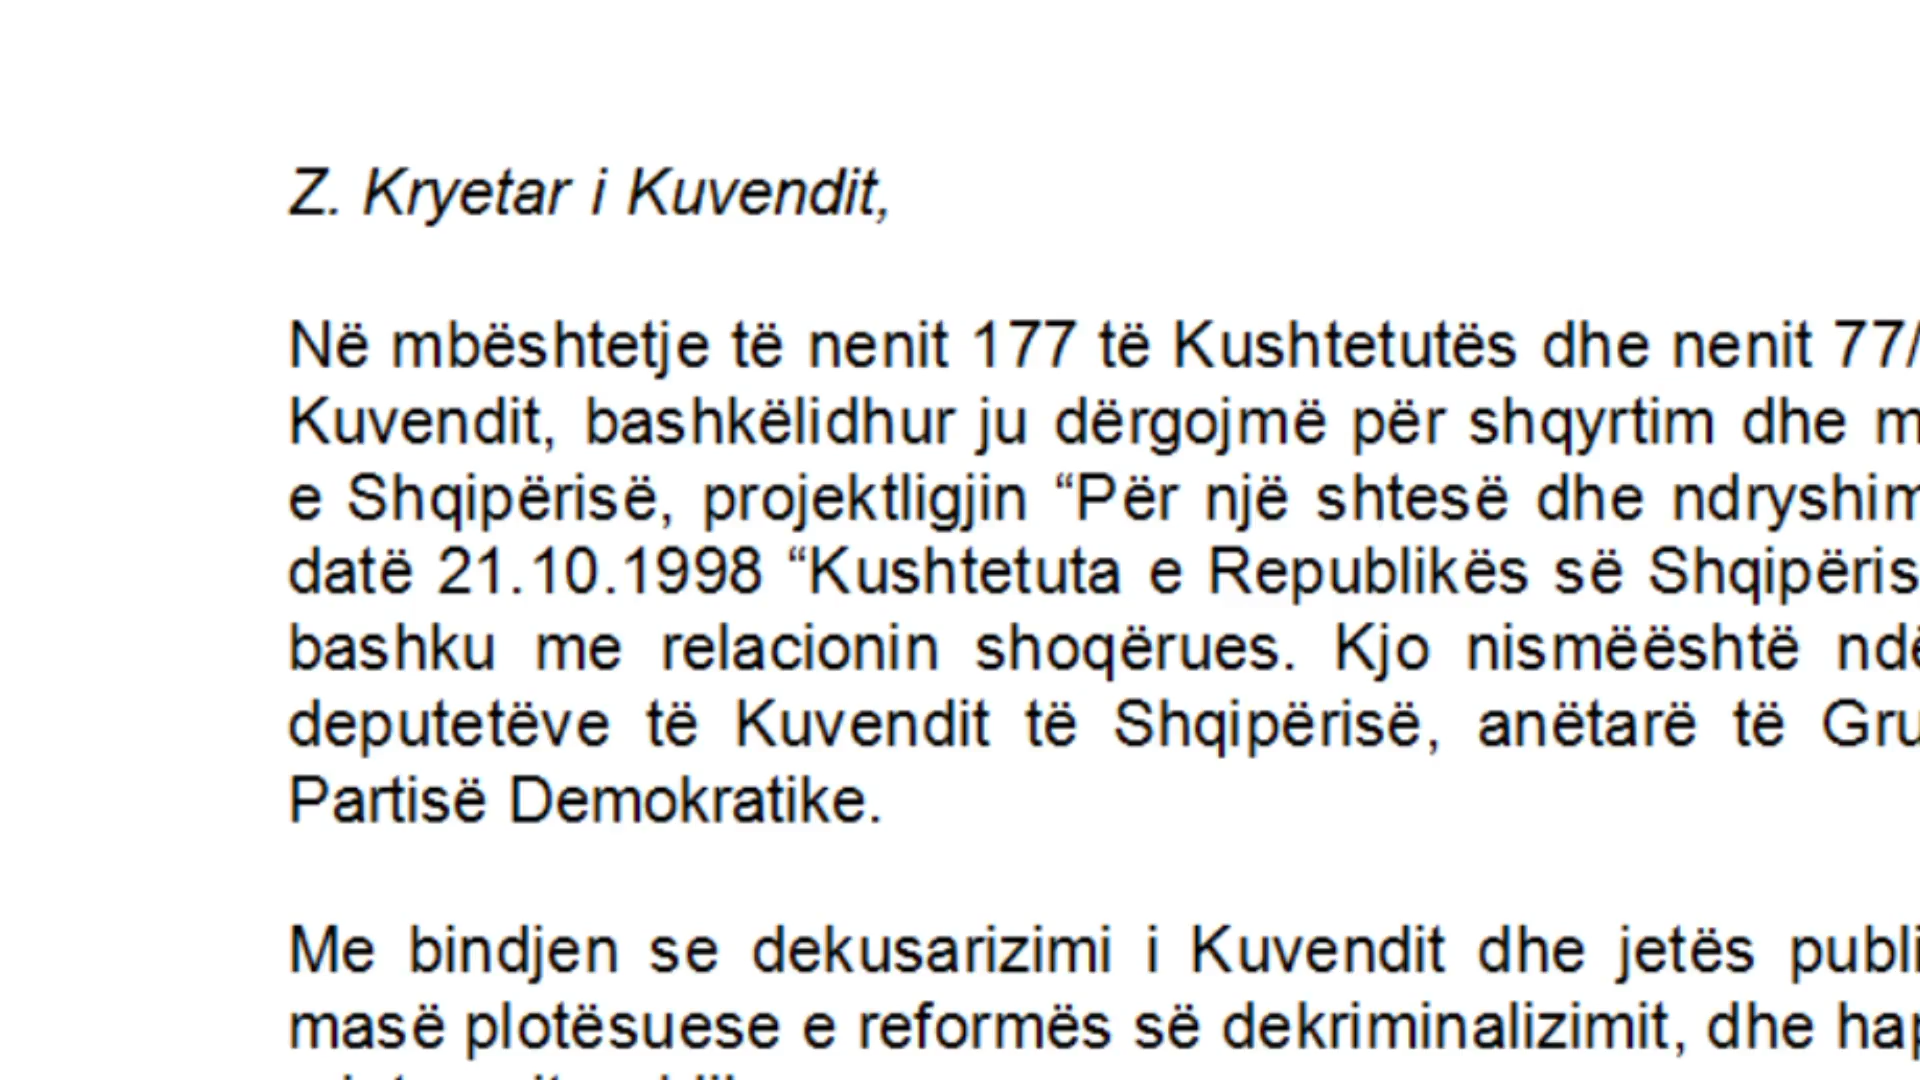 Z. Kryetar i Kuvendit,
Në mbështetje të nenit 177 të Kushtetutës dhe nenit 77/
Kuvendit, bashkëlidhur ju dërgojmë për shqyrtim dhe m
e Shqipërisë, projektligjin “Për një shtesë dhe ndryshim
datë 21.10.1998 “Kushtetuta e Republikës së Shqipëris
bashku me relacionin shoqërues. Kjo nismëështë ndë
deputetëve të Kuvendit të Shqipërisë, anëtarë të Gru
Partisë Demokratike.
Me bindjen se dekusarizimi i Kuvendit dhe jetës publi
masë plotësuese e reformës së dekriminalizimit, dhe hap